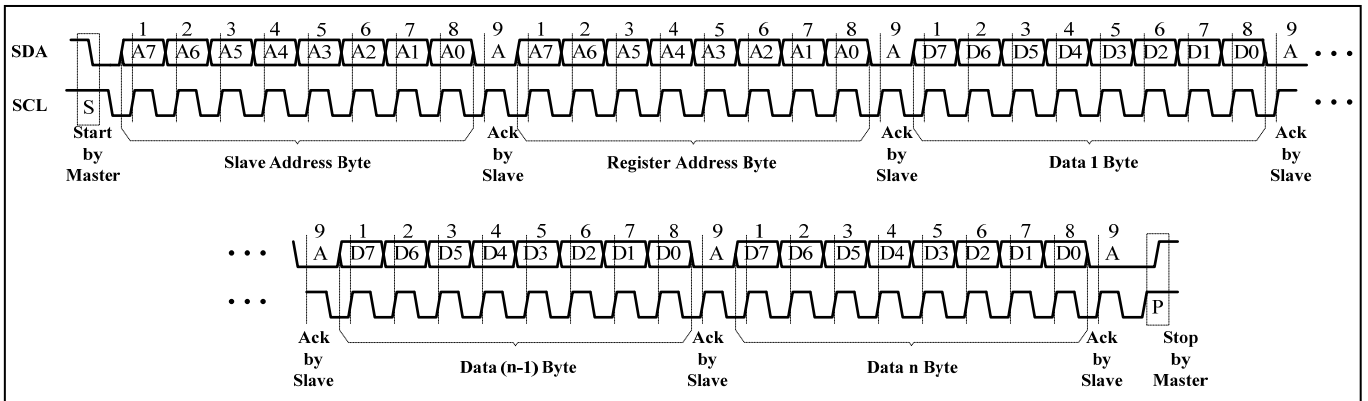 1 2 3 4 5 6 7 8 9 1 2 3 4 5 6 7 8 9 1 2 3 4 5 6 7 8 9
SDA A7 A6 A5 A4 A3 A2 A1 A0 A A7 A6 A5 A4 A3 A2 A1 A0 A D7 D6 D5 D4 D3 D2 D1 D0 A • • •
SCL S • • •
Start by Master
Slave Address Byte
Ack by Slave
Register Address Byte
Ack by Slave
Data 1 Byte
Ack by Slave
9 1 2 3 4 5 6 7 8 9 1 2 3 4 5 6 7 8 9
• • • A D7 D6 D5 D4 D3 D2 D1 D0 A D7 D6 D5 D4 D3 D2 D1 D0 A
• • • P
Ack by Slave
Data (n-1) Byte
Ack by Slave
Data n Byte
Ack by Slave
Stop by Master